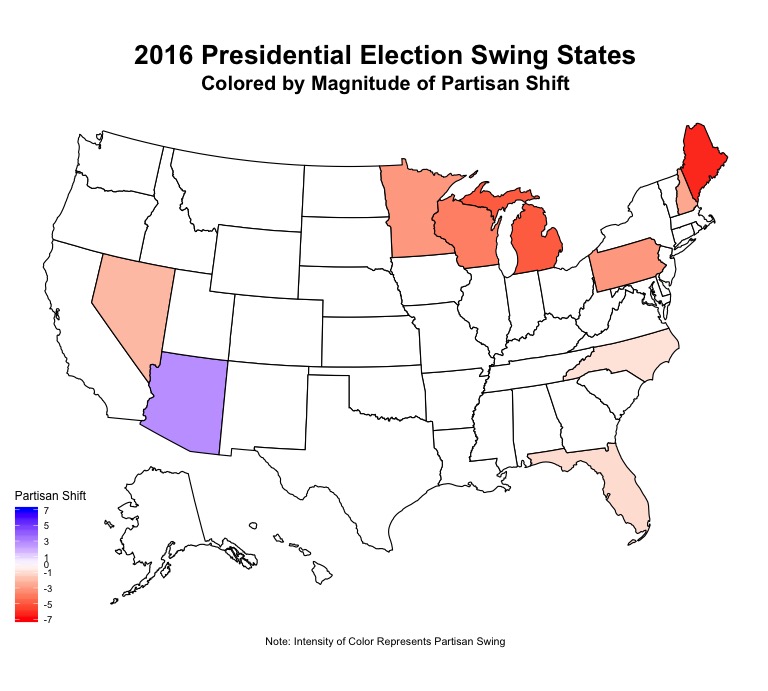 2016 Presidential Election Swing States
Colored by Magnitude of Partisan Shift
Partisan Shift
7
5
3
1
0
-1
-3
-5
-7
Note: Intensity of Color Represents Partisan Swing